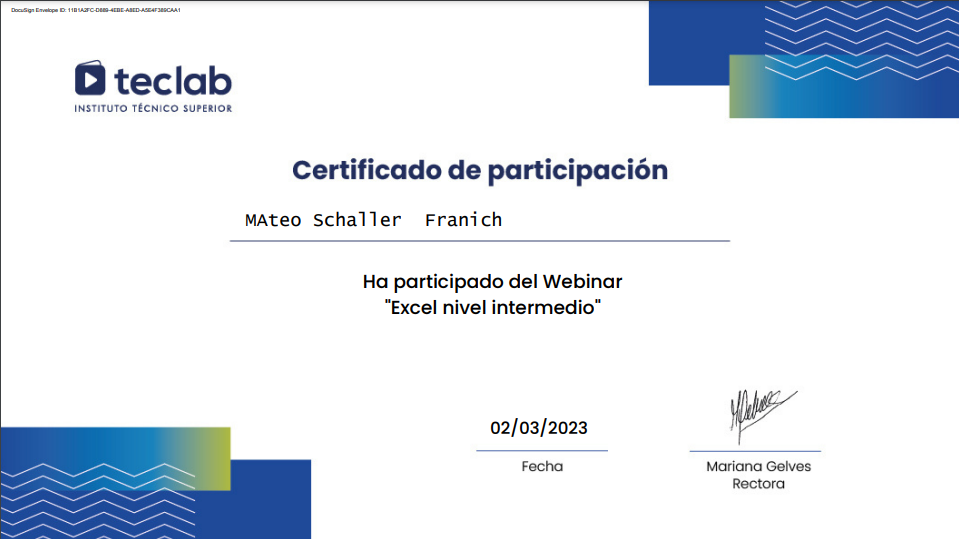 DocuSign Envelope ID: 11B1A2FC-D889-4EBE-A8ED-A5E4F389CAA1
teclab
INSTITUTO TÉCNICO SUPERIOR
Certificado de participación
MAteo Schaller  Franich
Ha participado del Webinar
"Excel nivel intermedio"
02/03/2023
Fecha
Mariana Gelves
Rectora